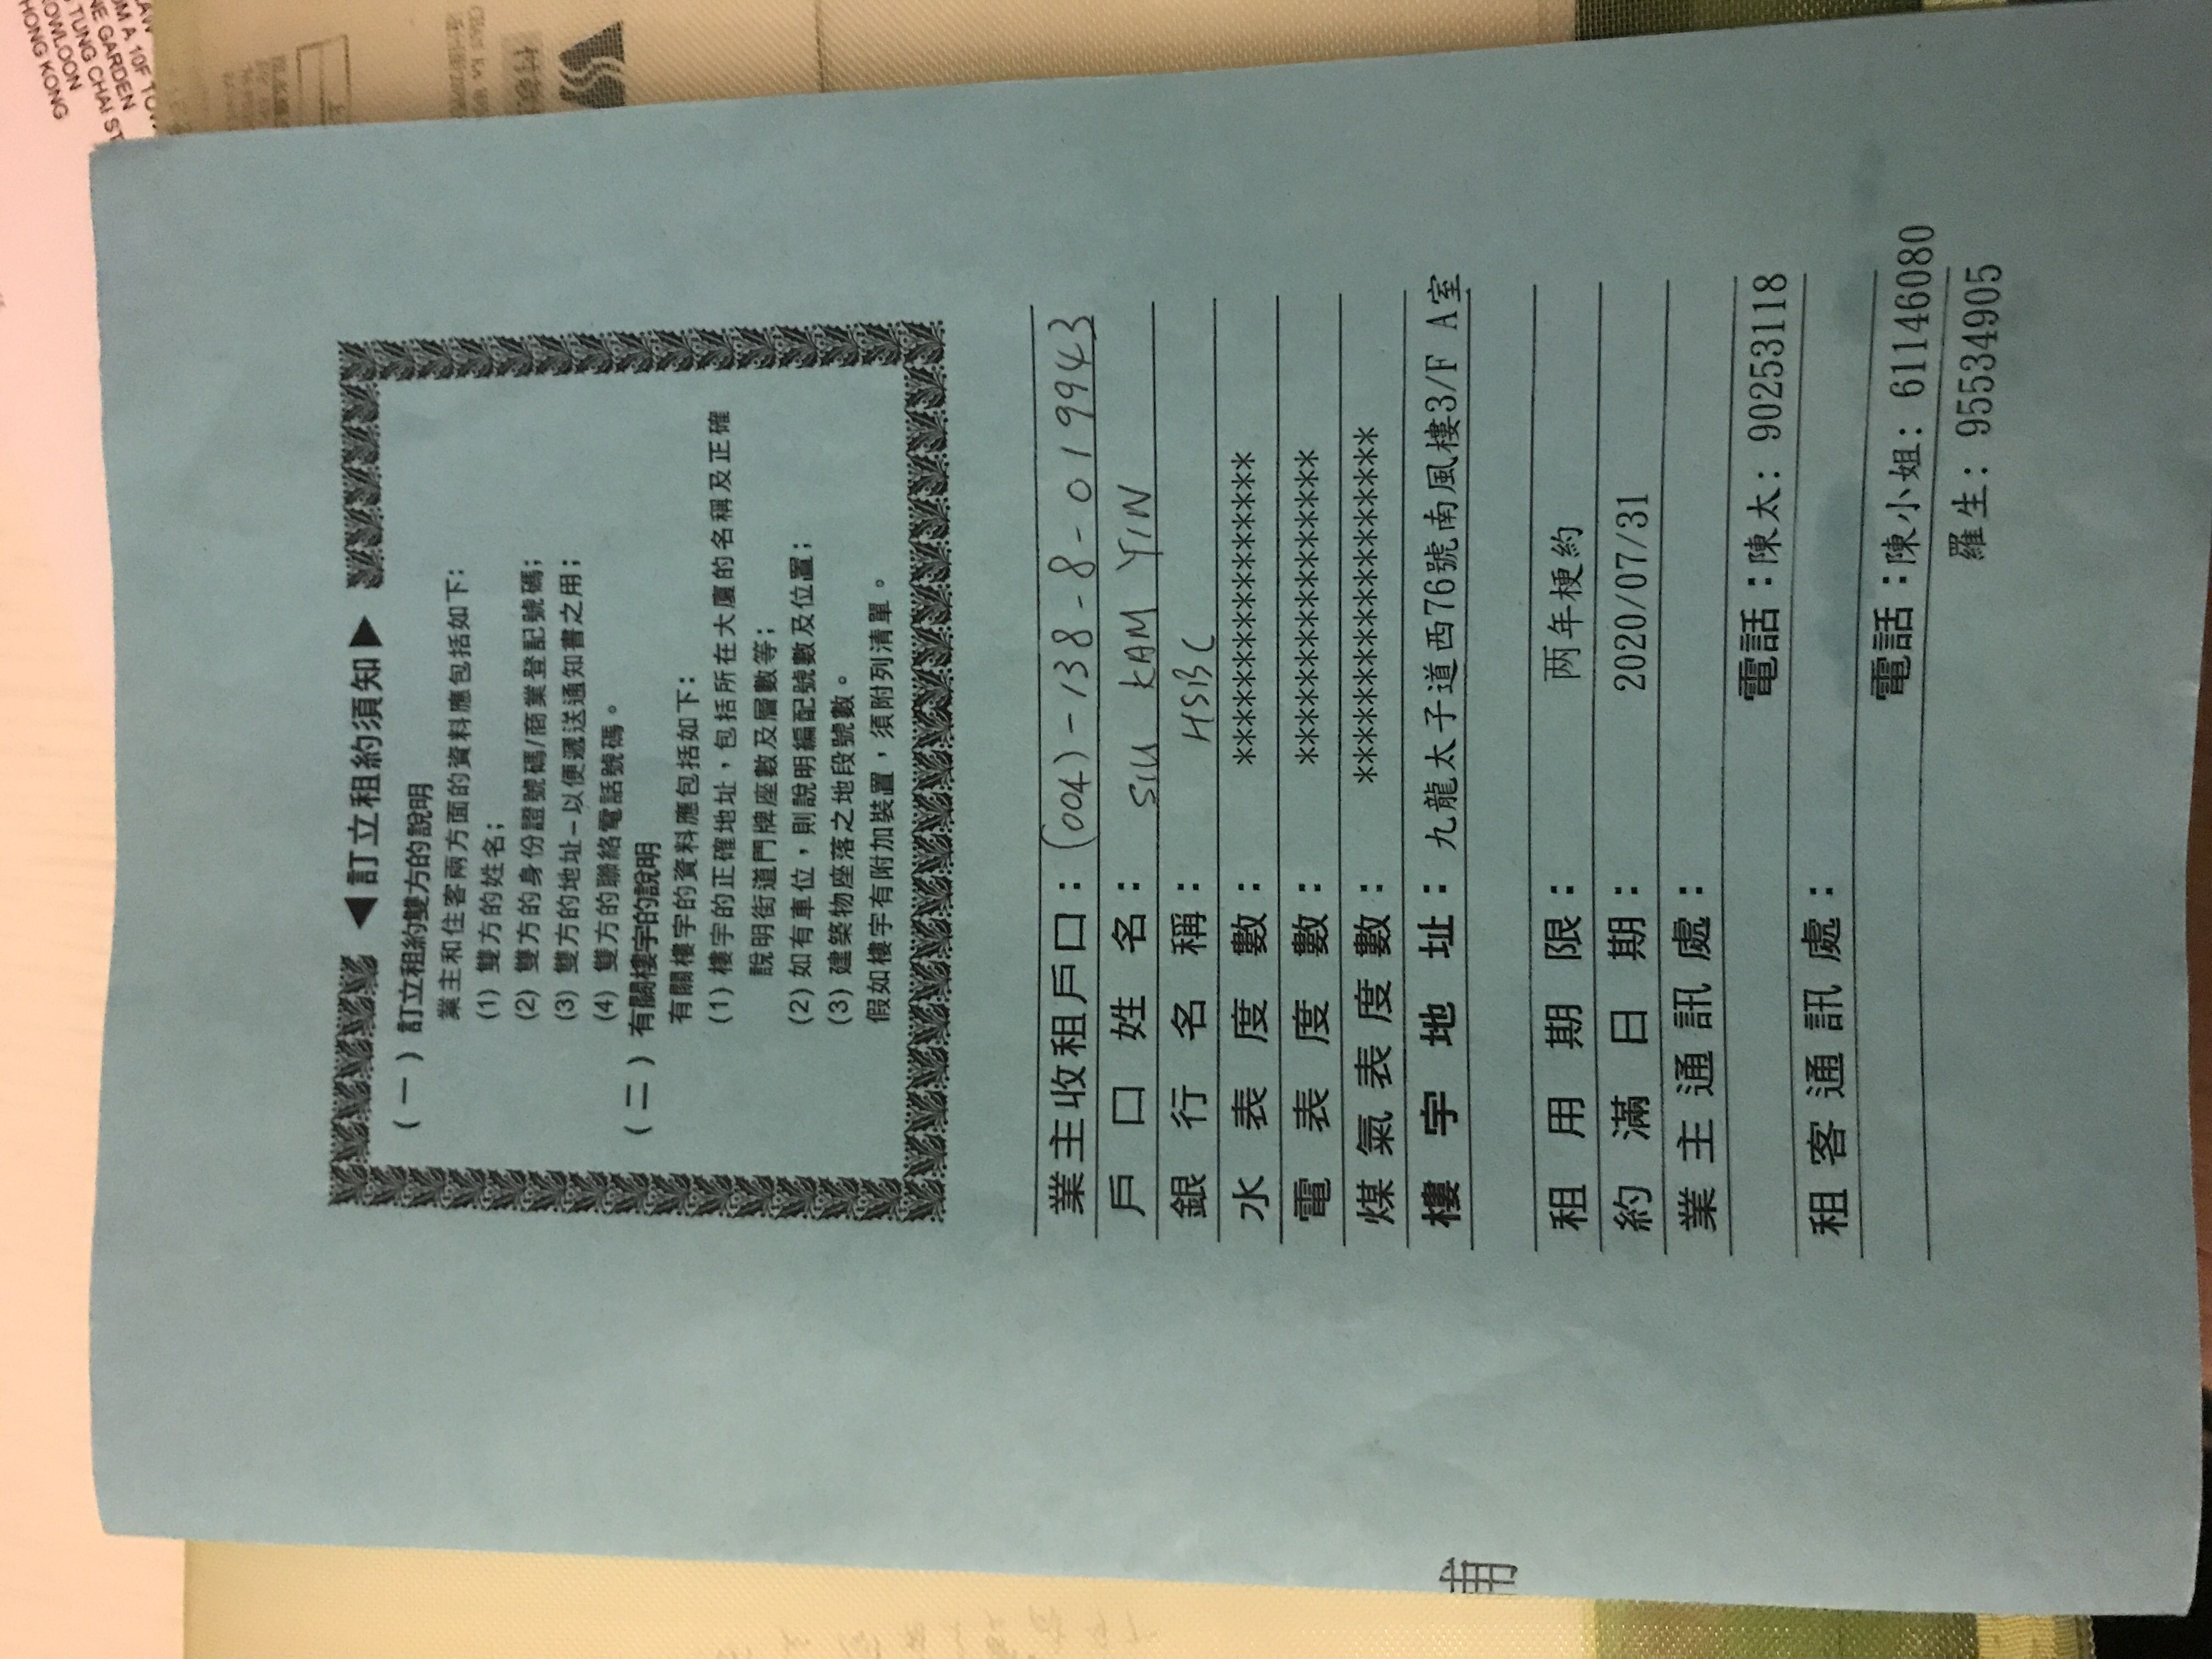 ◀訂立租約須知▶
(一) 訂立租約雙方的說明
業主和住客兩方面的資料應包括如下:
(1) 雙方的姓名;
(2) 雙方的身份證號碼/商業登記號碼;
(3) 雙方的地址-以便遞送通知書之用;
(4) 雙方的聯絡電話號碼。
(二) 有關樓宇的說明
有關樓宇的資料應包括如下:
(1) 樓宇的正確地址，包括所在大廈的名稱及正確
說明街道門牌座數及層數等;
(2) 如有車位，則說明編配號數及位置;
(3) 建築物座落之地段號數。
假如樓宇有附加裝置，須附列清單。
業主收租戶口：(004)-138-8-019943
戶口姓名：SIU KAM YIN
銀行名稱：HSBC
水表度數：****************
電表度數：****************
煤氣表度數：******************
樓宇地址：九龍太子道西76號南風樓3/F A室
租用期限：两年梗約
約滿日期：2020/07/31
業主通訊處：
電話：陳太: 90253118
租客通訊處：
電話：陳小姐: 61146080
羅生: 95534905
TUNG CHAI ST
KOWLOON
HONG KONG